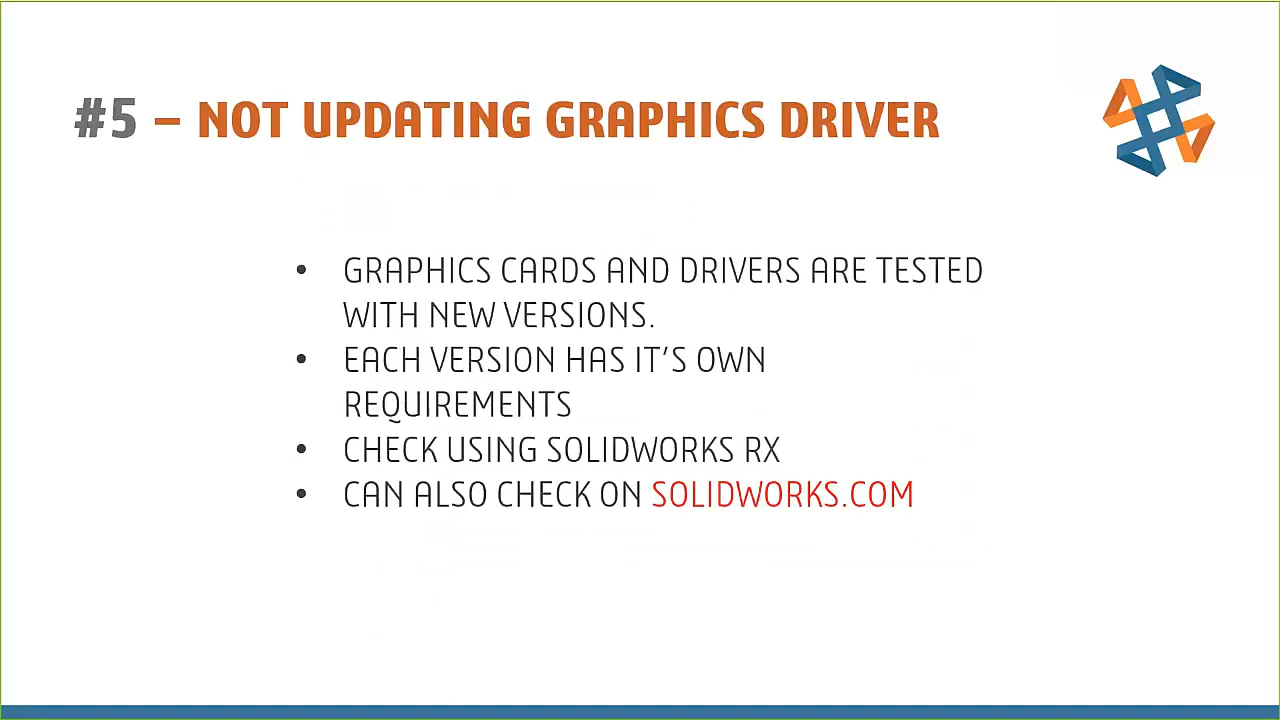 #5 – NOT UPDATING GRAPHICS DRIVER
• GRAPHICS CARDS AND DRIVERS ARE TESTED
WITH NEW VERSIONS.
• EACH VERSION HAS IT'S OWN
REQUIREMENTS
• CHECK USING SOLIDWORKS RX
• CAN ALSO CHECK ON SOLIDWORKS.COM